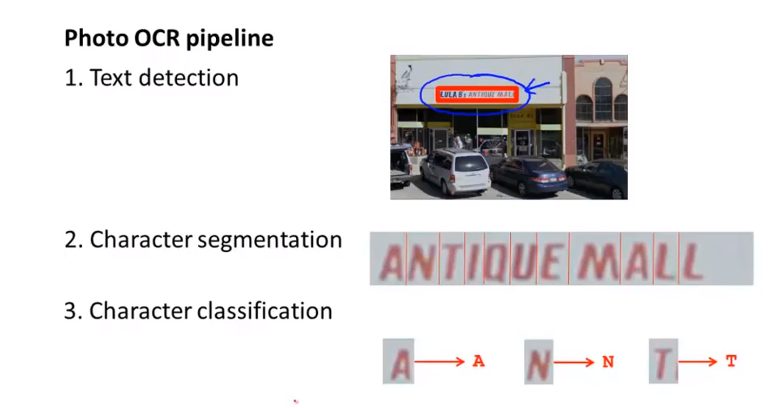 Photo OCR pipeline
1. Text detection
LULA B's ANTIQUE MALL
2. Character segmentation
ANTIQUE MALL
3. Character classification
A A N N T T